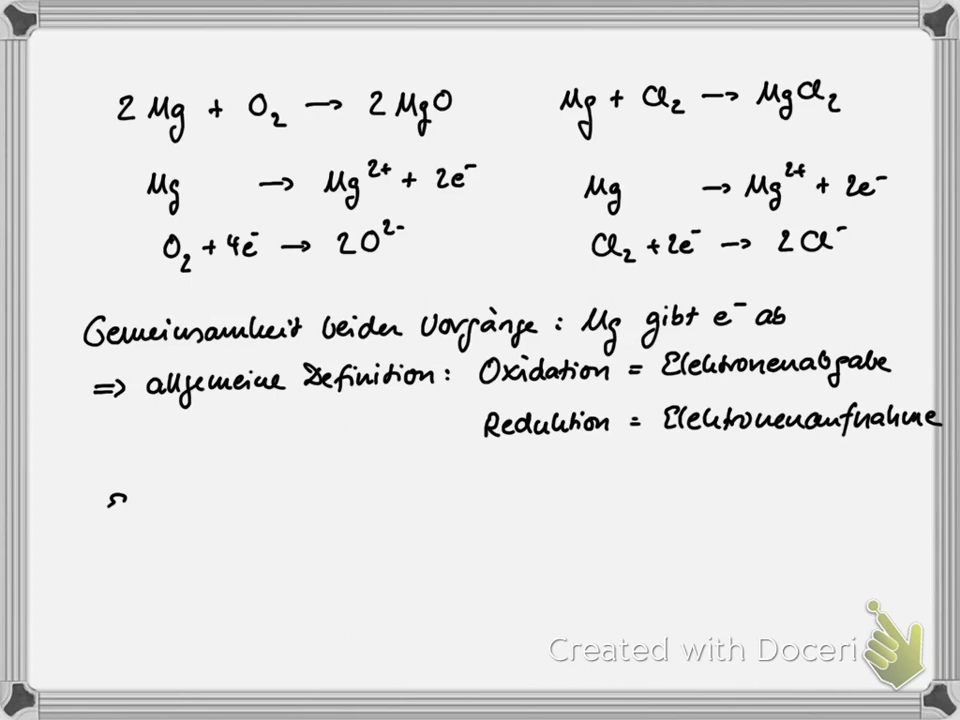 2 Mg + O₂ → 2 MgO
Mg → Mg²⁺ + 2e⁻
O₂ + 4e⁻ → 2 O²⁻
Mg + Cl₂ → MgCl₂
Mg → Mg²⁺ + 2e⁻
Cl₂ + 2e⁻ → 2 Cl⁻
Gemeinsamkeit beider Vorgänge : Mg gibt e⁻ ab
⇒ allgemeine Definition : Oxidation = Elektronenabgabe
Reduktion = Elektronenaufnahme
Created with Doceri